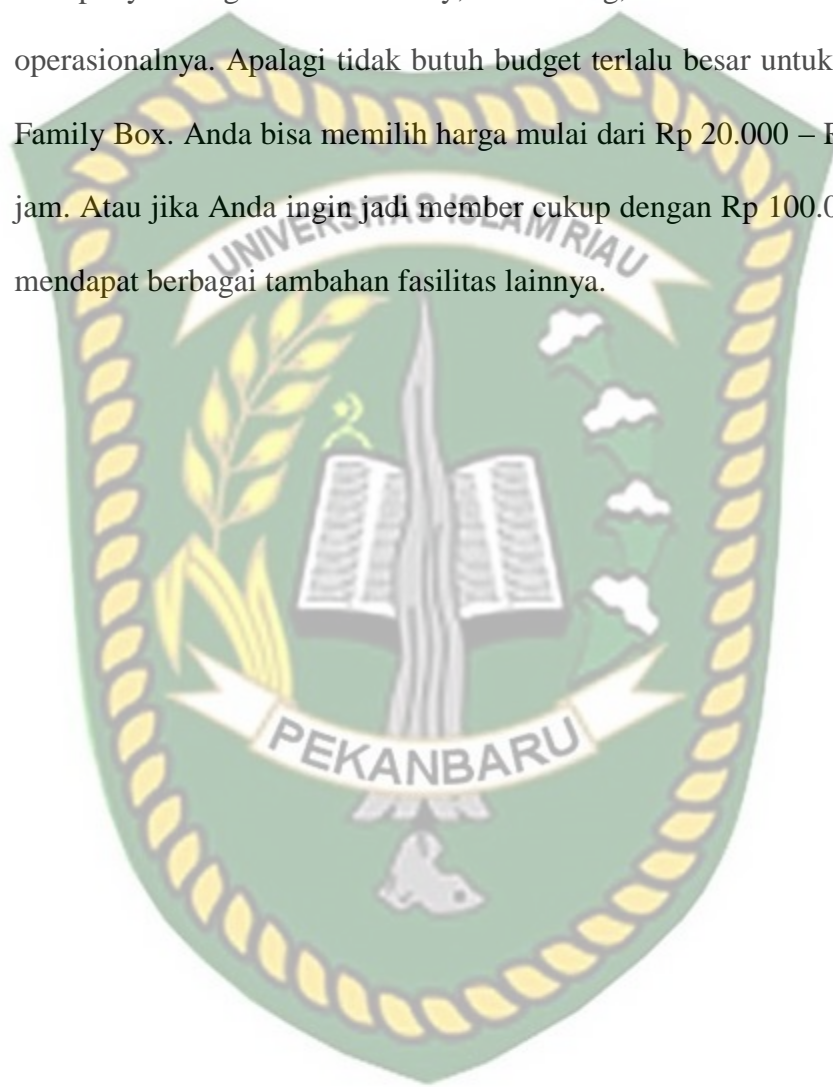 operasionalnya. Apalagi tidak butuh budget terlalu besar untuk
Family Box. Anda bisa memilih harga mulai dari Rp 20.000 –
jam. Atau jika Anda ingin jadi member cukup dengan Rp 100.0
mendapat berbagai tambahan fasilitas lainnya.
UNIVERSITAS ISLAM RIAU
PEKANBARU